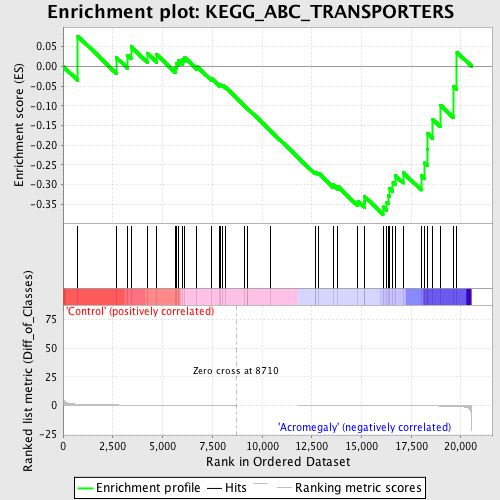 Enrichment plot: KEGG_ABC_TRANSPORTERS
Enrichment score (ES)
0.05
0.00
-0.05
-0.10
-0.15
-0.20
-0.25
-0.30
-0.35
Ranked list metric (Diff_of_Classes)
'Control' (positively correlated)
75
50
25
0
-25
Zero cross at 8710
'Acromegaly' (negatively correlated)
0 2,500 5,000 7,500 10,000 12,500 15,000 17,500 20,000
Rank in Ordered Dataset
Enrichment profile Hits Ranking metric scores